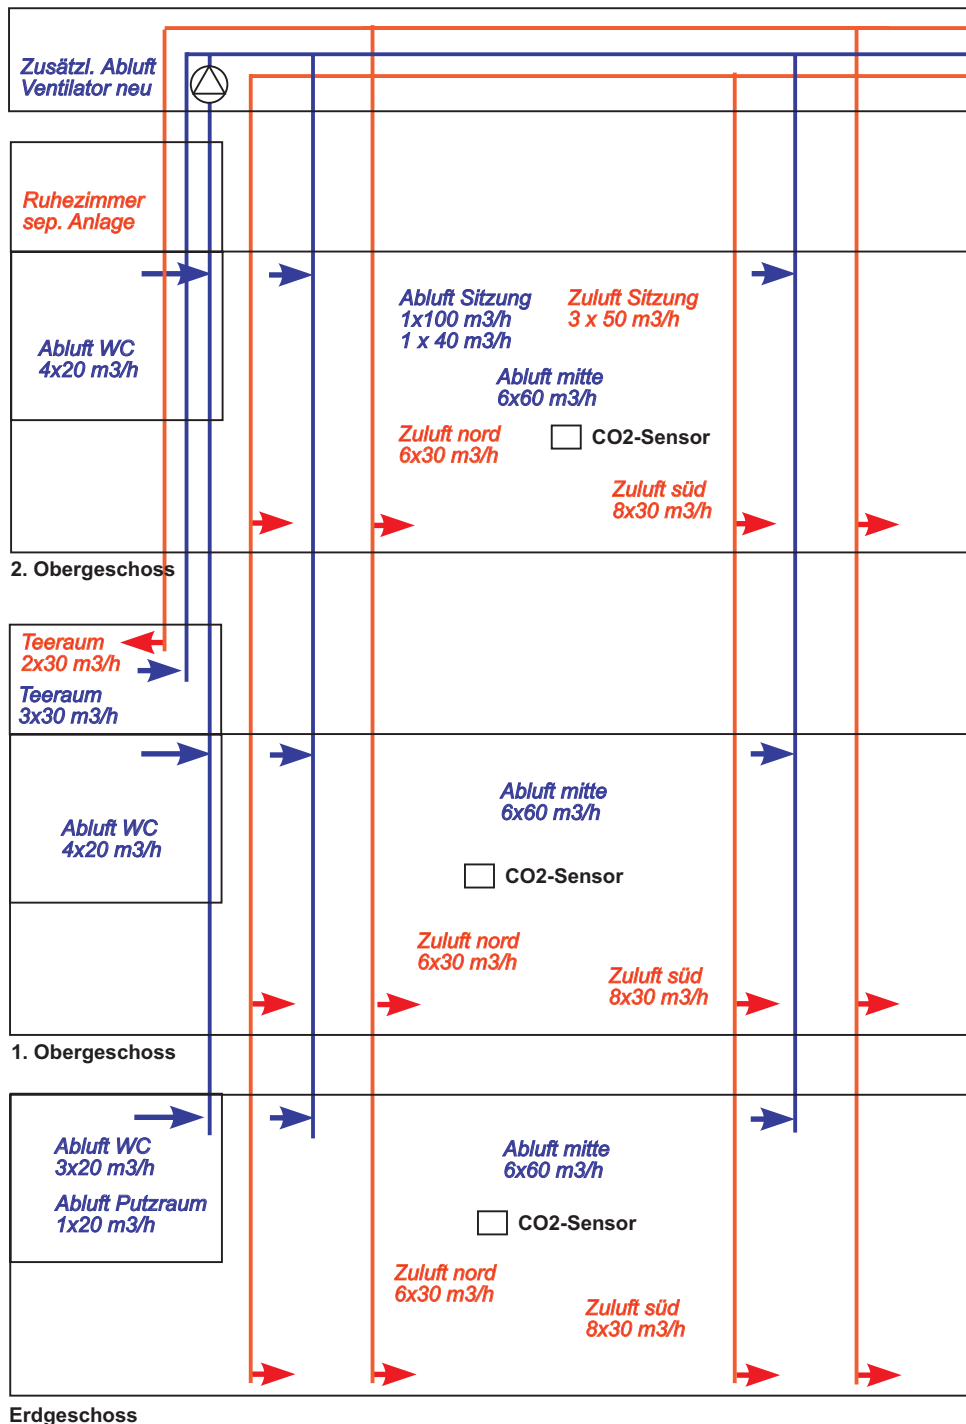 Zusätzl. Abluft
Ventilator neu
Ruhezimmer
sep. Anlage
Abluft WC
4x20 m3/h
Abluft Sitzung
1x100 m3/h
1 x 40 m3/h
Zuluft Sitzung
3 x 50 m3/h
Abluft mitte
6x60 m3/h
Zuluft nord
6x30 m3/h
CO2-Sensor
Zuluft süd
8x30 m3/h
2. Obergeschoss
Teeraum
2x30 m3/h
Teeraum
3x30 m3/h
Abluft WC
4x20 m3/h
Abluft mitte
6x60 m3/h
CO2-Sensor
Zuluft nord
6x30 m3/h
Zuluft süd
8x30 m3/h
1. Obergeschoss
Abluft WC
3x20 m3/h
Abluft Putzraum
1x20 m3/h
Abluft mitte
6x60 m3/h
CO2-Sensor
Zuluft nord
6x30 m3/h
Zuluft süd
8x30 m3/h
Erdgeschoss